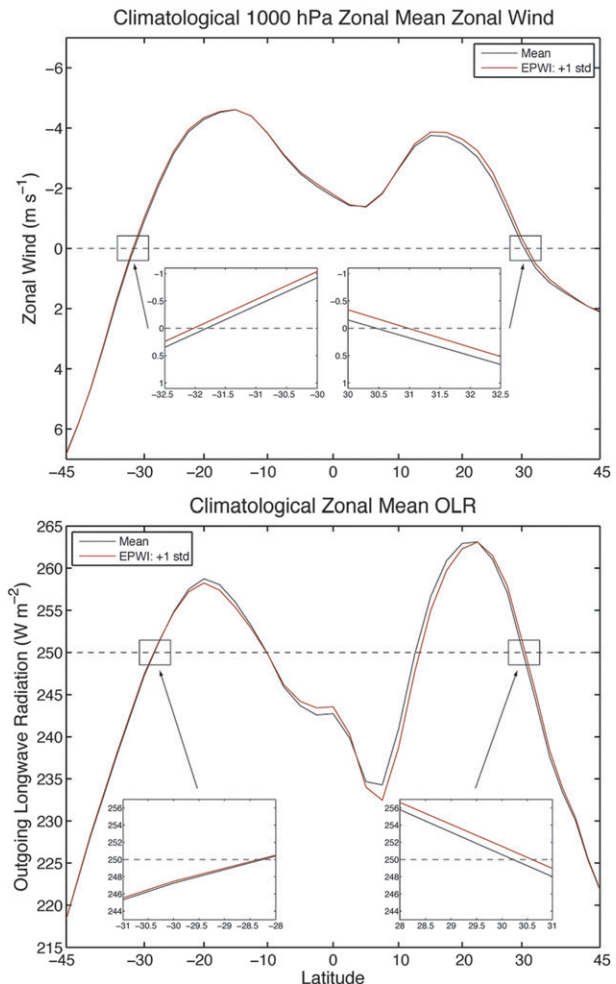 Climatological 1000 hPa Zonal Mean Zonal Wind
Mean
EPWI: +1 std
Zonal Wind (m s⁻¹)
−6
−4
−2
0
2
4
6
−1
−0.5
0
0.5
1
−32.5 −32 −31.5 −31 −30.5 −30
−1
−0.5
0
0.5
1
30 30.5 31 31.5 32 32.5
−45 −30 −20 −10 0 10 20 30 45
Climatological Zonal Mean OLR
Mean
EPWI: +1 std
Outgoing Longwave Radiation (W m⁻²)
265
260
255
250
245
240
235
230
225
220
215
256
254
252
250
248
246
244
−31 −30.5 −30 −29.5 −29 −28.5 −28
256
254
252
250
248
246
244
28 28.5 29 29.5 30 30.5 31
−45 −30 −20 −10 0 10 20 30 45
Latitude